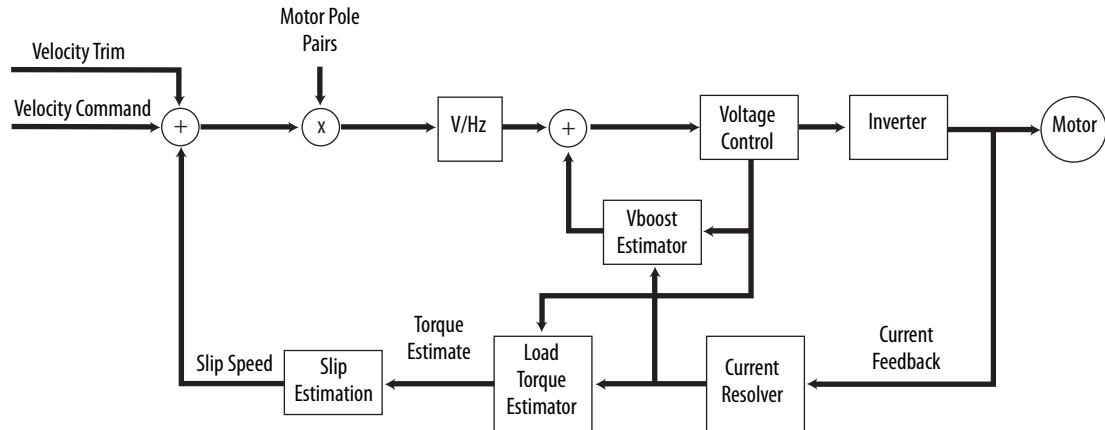 Motor Pole
Pairs
Velocity Trim
Velocity Command
+
x
V/Hz
+
Voltage
Control
Inverter
Motor
Vboost
Estimator
Torque
Estimate
Current
Feedback
Slip Speed
Slip
Estimation
Load
Torque
Estimator
Current
Resolver